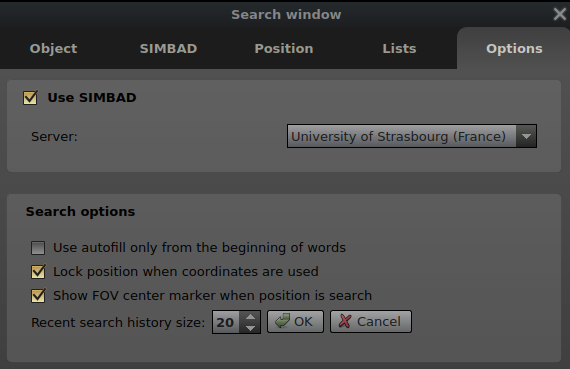 Search window
Object SIMBAD Position Lists Options
Use SIMBAD
Server: University of Strasbourg (France)
Search options
Use autofill only from the beginning of words
Lock position when coordinates are used
Show FOV center marker when position is search
Recent search history size: 20 OK Cancel